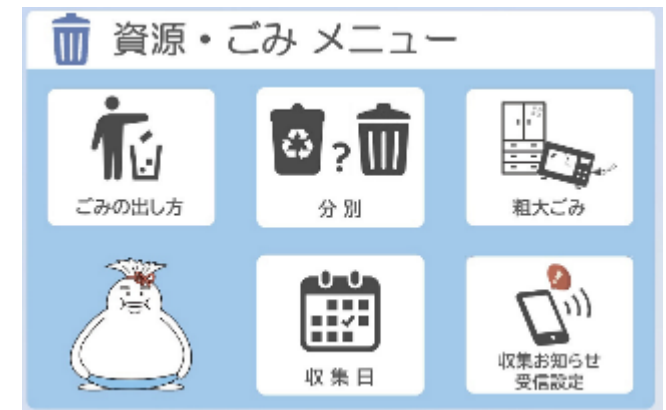 資源・ごみ メニュー
ごみの出し方
分別
粗大ごみ
収集日
収集お知らせ
受信設定